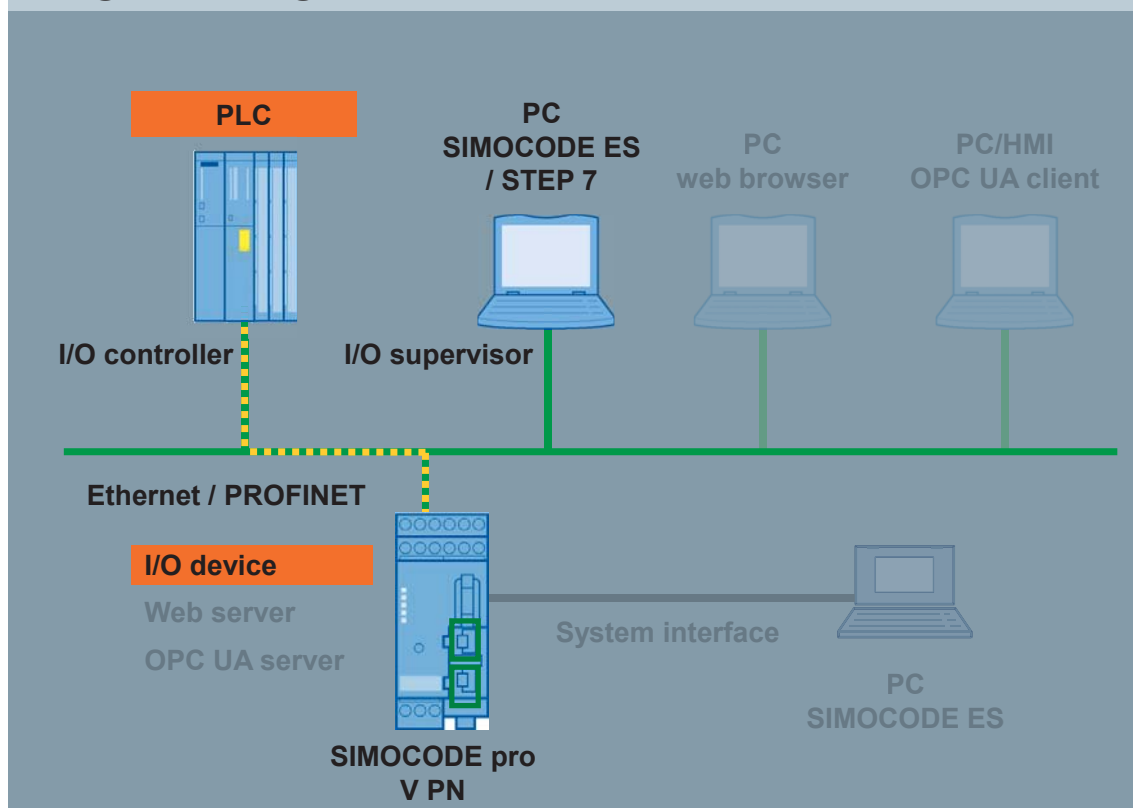 PLC
PC
SIMOCODE ES
/ STEP 7
PC
web browser
PC/HMI
OPC UA client
I/O controller
I/O supervisor
Ethernet / PROFINET
I/O device
Web server
OPC UA server
System interface
PC
SIMOCODE ES
SIMOCODE pro
V PN